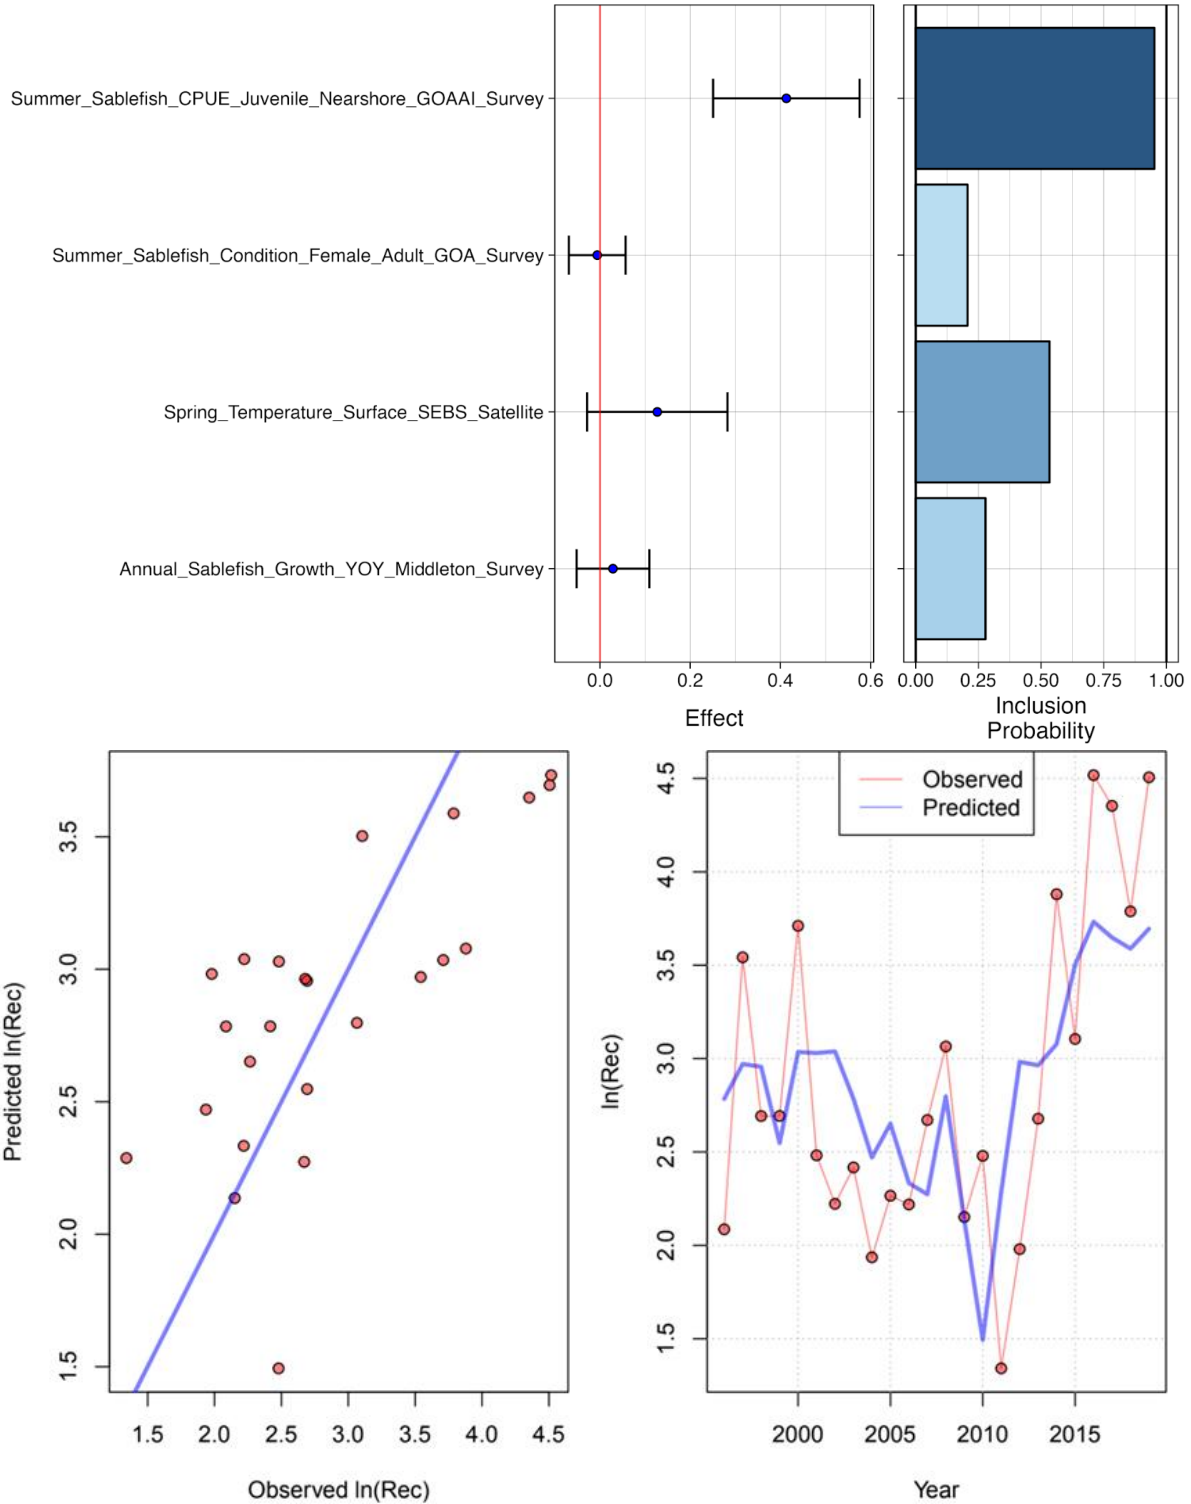 Summer_Sablefish_CPUE_Juvenile_Nearshore_GOAAI_Survey
Summer_Sablefish_Condition_Female_Adult_GOA_Survey
Spring_Temperature_Surface_SEBS_Satellite
Annual_Sablefish_Growth_YOY_Middleton_Survey
0.0 0.2 0.4 0.6
Effect
0.00 0.25 0.50 0.75 1.00
Inclusion
Probability
3.5
3.0
2.5
2.0
1.5
Predicted ln(Rec)
1.5 2.0 2.5 3.0 3.5 4.0 4.5
Observed ln(Rec)
Observed
Predicted
4.5
4.0
3.5
3.0
2.5
2.0
1.5
ln(Rec)
2000 2005 2010 2015
Year